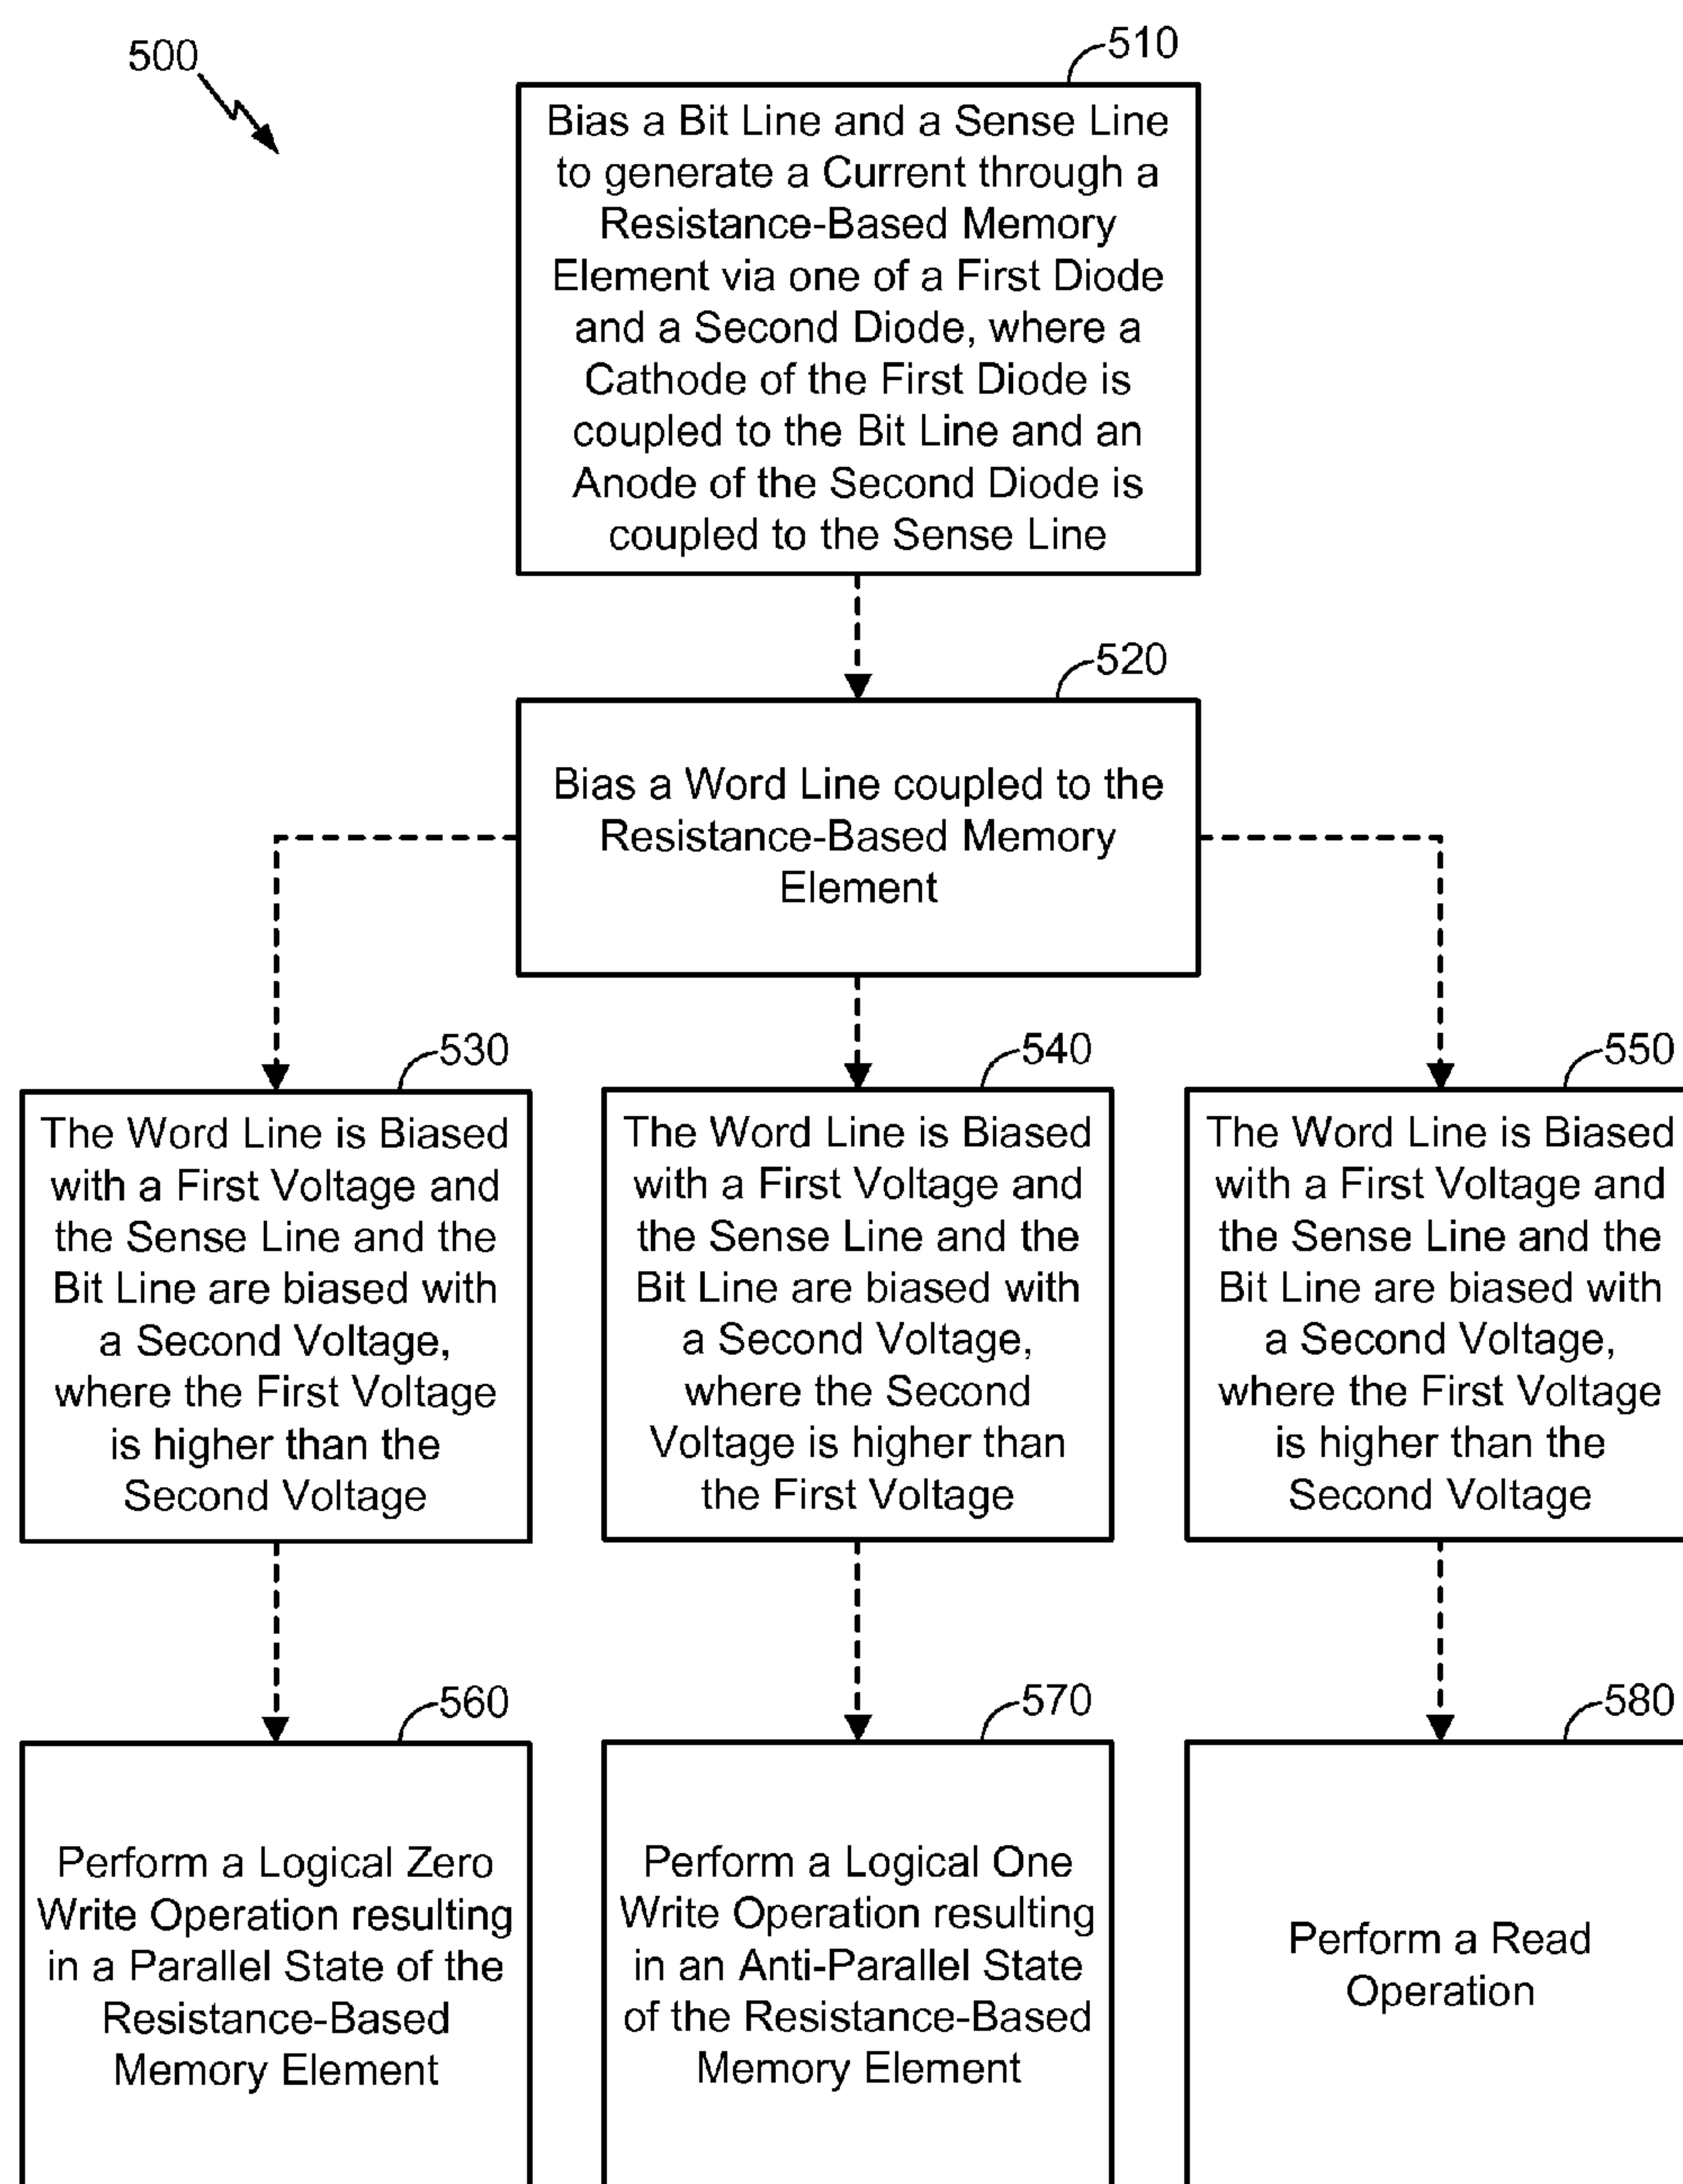 500
510
Bias a Bit Line and a Sense Line
to generate a Current through a
Resistance-Based Memory
Element via one of a First Diode
and a Second Diode, where a
Cathode of the First Diode is
coupled to the Bit Line and an
Anode of the Second Diode is
coupled to the Sense Line
520
Bias a Word Line coupled to the
Resistance-Based Memory
Element
530
The Word Line is Biased
with a First Voltage and
the Sense Line and the
Bit Line are biased with
a Second Voltage,
where the First Voltage
is higher than the
Second Voltage
540
The Word Line is Biased
with a First Voltage and
the Sense Line and the
Bit Line are biased with
a Second Voltage,
where the Second
Voltage is higher than
the First Voltage
550
The Word Line is Biased
with a First Voltage and
the Sense Line and the
Bit Line are biased with
a Second Voltage,
where the First Voltage
is higher than the
Second Voltage
560
Perform a Logical Zero
Write Operation resulting
in a Parallel State of the
Resistance-Based
Memory Element
570
Perform a Logical One
Write Operation resulting
in an Anti-Parallel State
of the Resistance-Based
Memory Element
580
Perform a Read
Operation